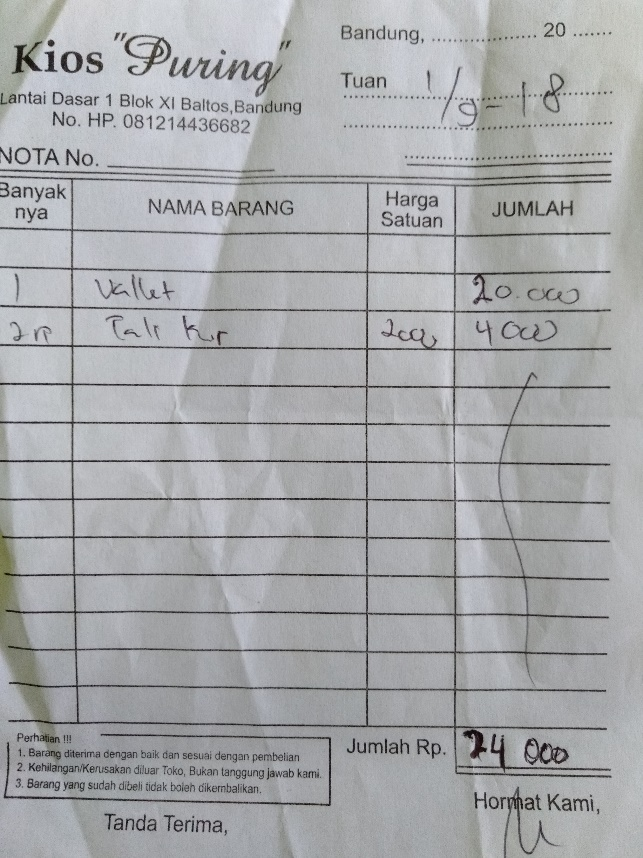 Kios "Puring"
Lantai Dasar 1 Blok XI Baltos,Bandung
No. HP. 081214436682
NOTA No.
Bandung, .................. 20 .......
Tuan 1/9-18
Banyak nya NAMA BARANG Harga Satuan JUMLAH
1 Vallet 20.000
2 Tali Kur 2000 4000
Jumlah Rp. 24 000
Perhatian !!!
1. Barang diterima dengan baik dan sesuai dengan pembelian
2. Kehilangan/Kerusakan diluar Toko, Bukan tanggung jawab kami.
3. Barang yang sudah dibeli tidak boleh dikembalikan.
Tanda Terima,
Hormat Kami,